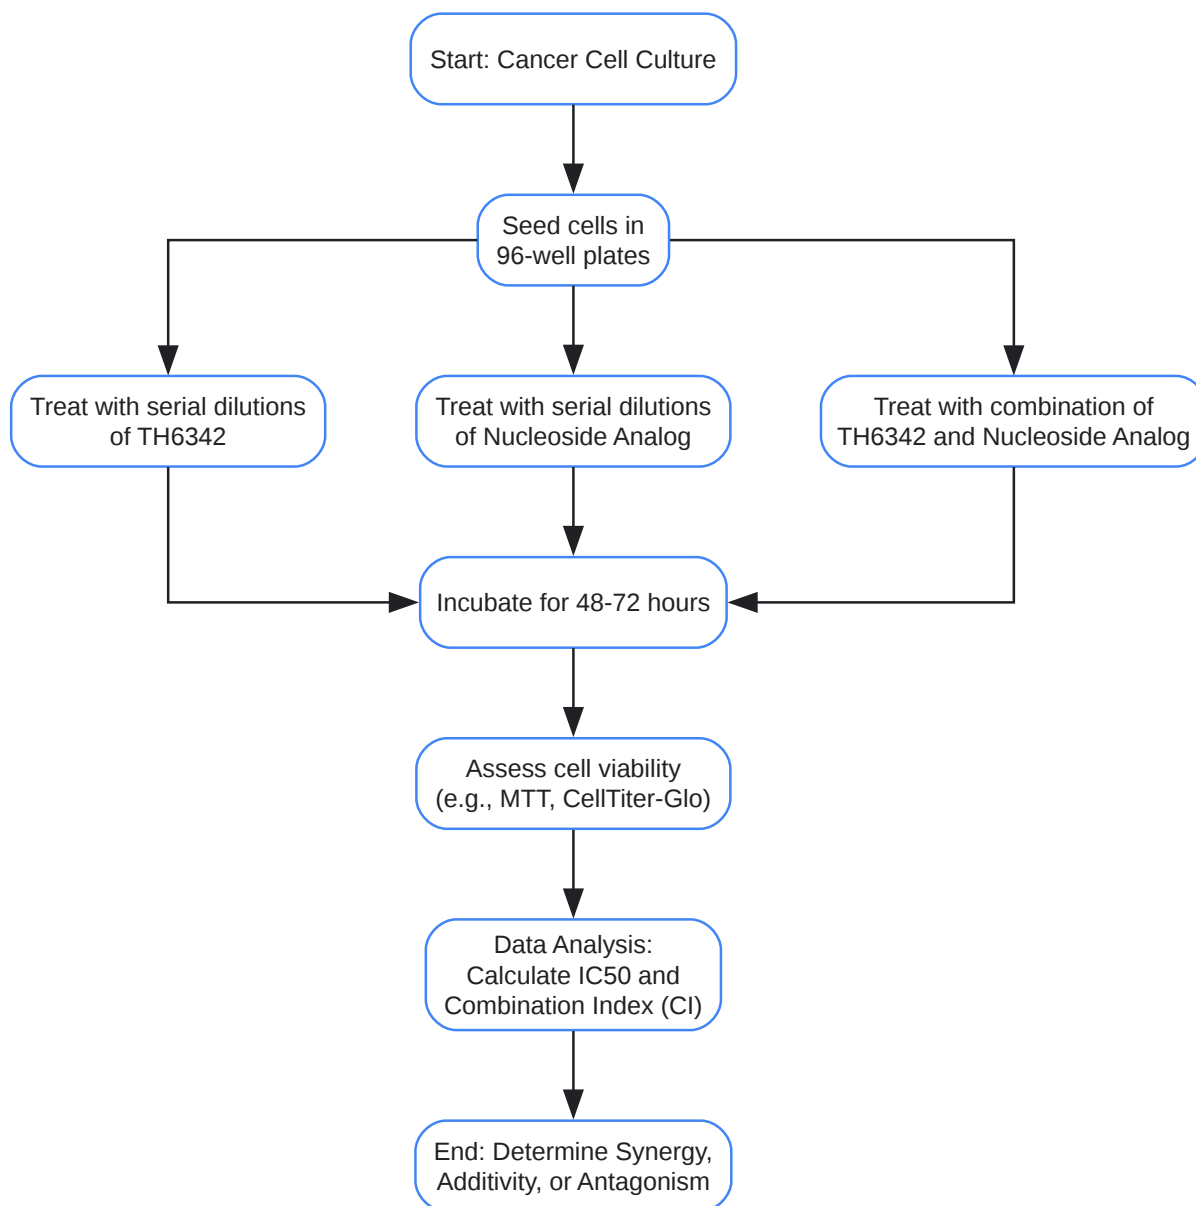 Start: Cancer Cell Culture
Seed cells in
96-well plates
Treat with serial dilutions
of TH6342
Treat with serial dilutions
of Nucleoside Analog
Treat with combination of
TH6342 and Nucleoside Analog
Incubate for 48-72 hours
Assess cell viability
(e.g., MTT, CellTiter-Glo)
Data Analysis:
Calculate IC50 and
Combination Index (CI)
End: Determine Synergy,
Additivity, or Antagonism